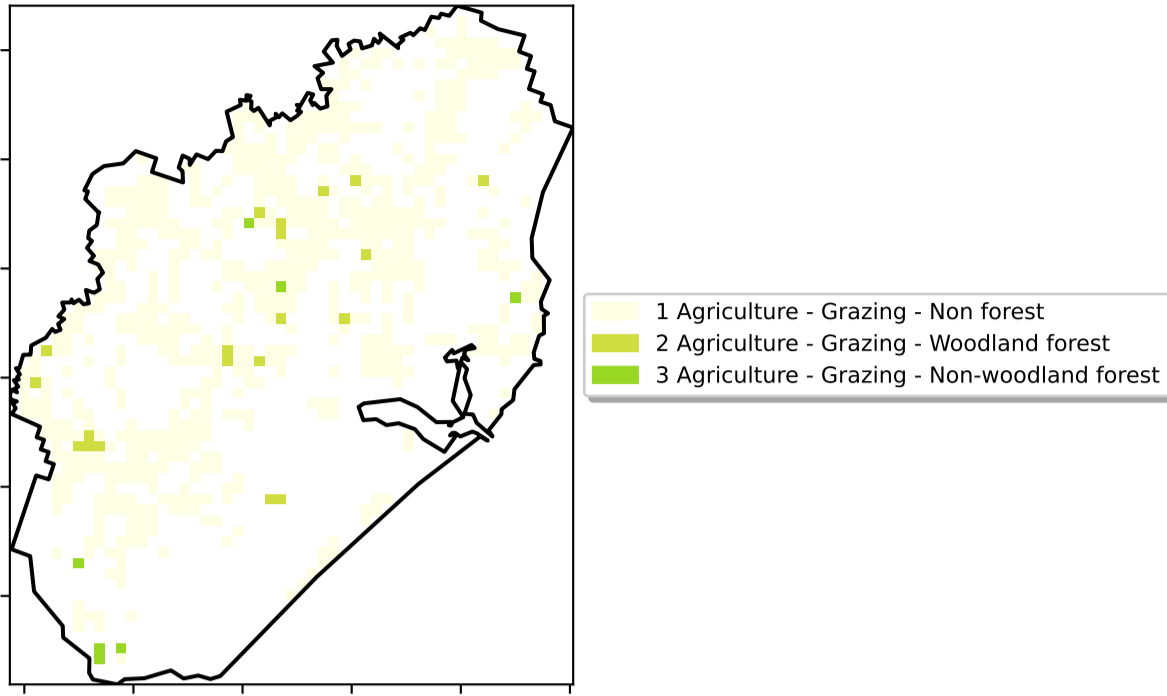 1 Agriculture - Grazing - Non forest
2 Agriculture - Grazing - Woodland forest
3 Agriculture - Grazing - Non-woodland forest